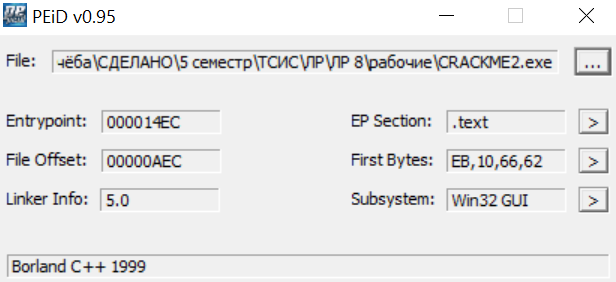 PEiD v0.95
File: чёба\СДЕЛАНО\5 семестр\ТСИС\ЛР\ЛР 8\рабочие\CRACKME2.exe ...
Entrypoint: 000014EC EP Section: .text >
File Offset: 00000AEC First Bytes: EB,10,66,62 >
Linker Info: 5.0 Subsystem: Win32 GUI >
Borland C++ 1999